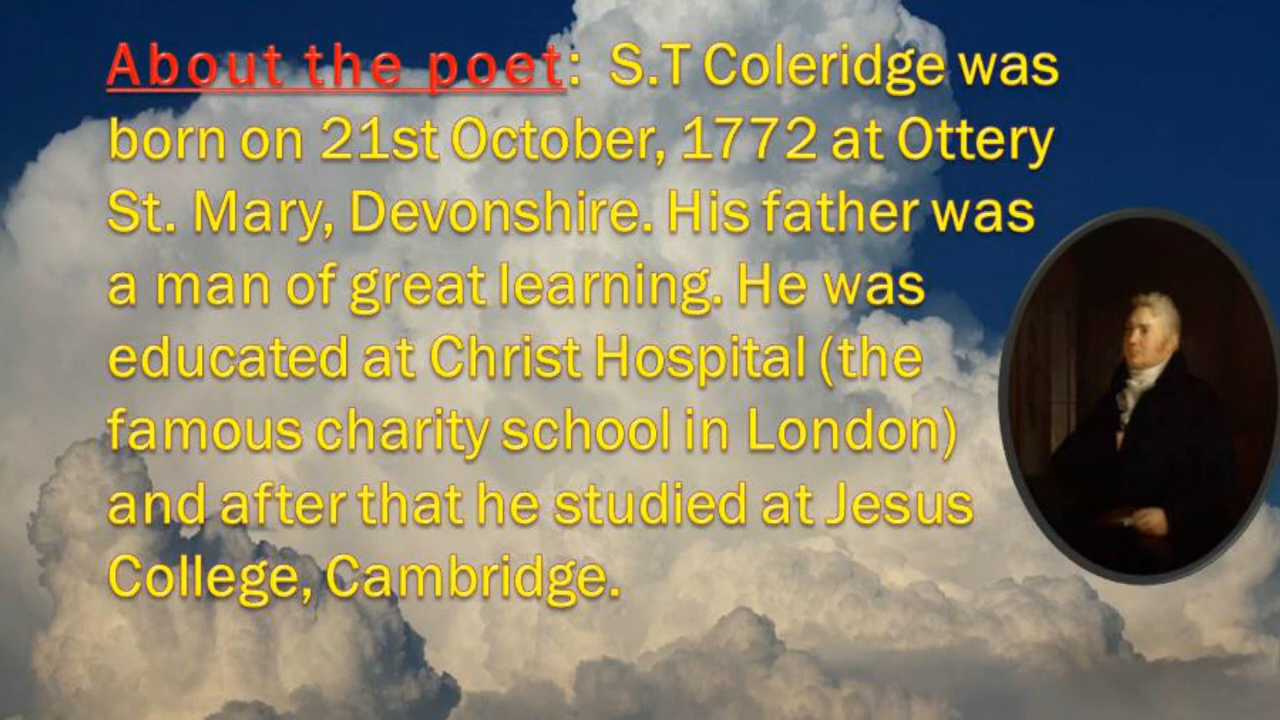 About the poet: S.T Coleridge was
born on 21st October, 1772 at Ottery
St. Mary, Devonshire. His father was
a man of great learning. He was
educated at Christ Hospital (the
famous charity school in London)
and after that he studied at Jesus
College, Cambridge.